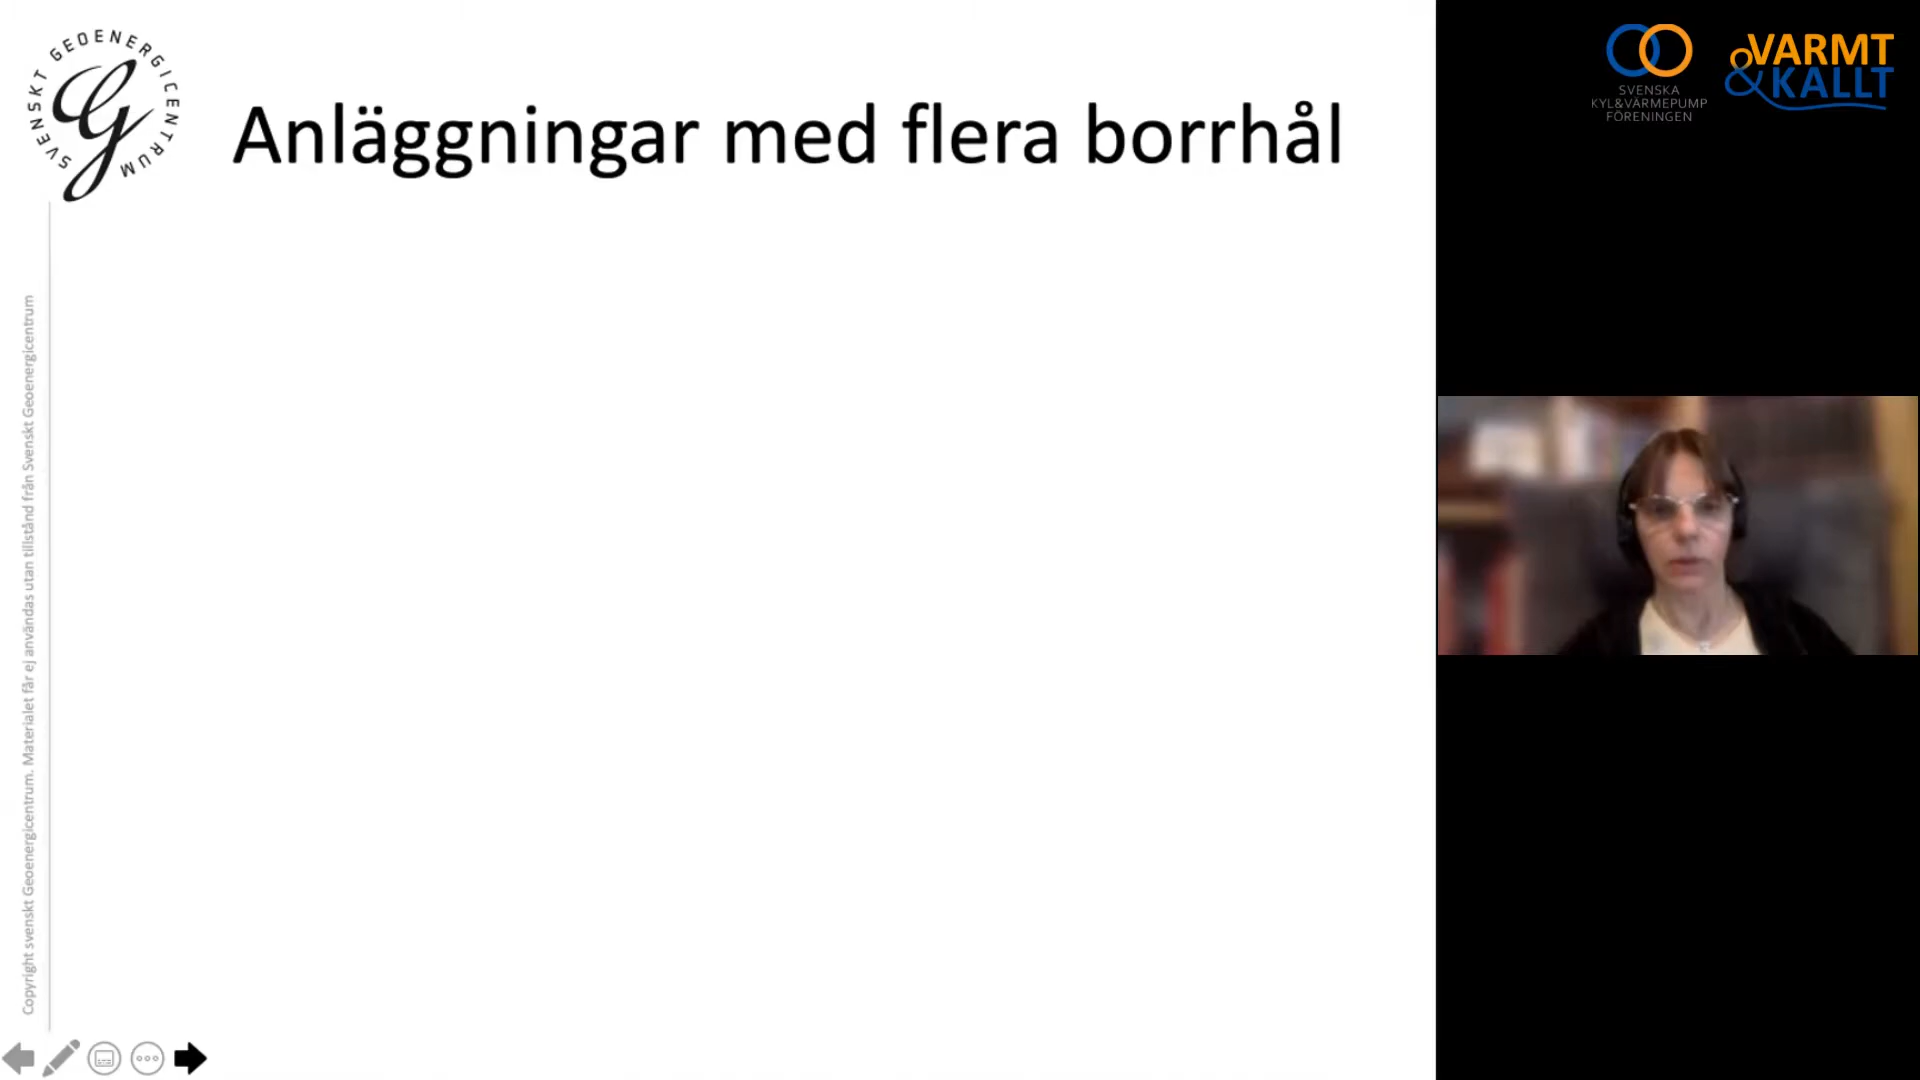 SVENSKT GEOENERGICENTRUM
Anläggningar med flera borrhål
Copyright svenskt Geoenergicentrum. Materialet får ej användas utan tillstånd från Svenskt Geoenergicentrum
SVENSKA
KYL&VÄRMEPUMP
FÖRENINGEN
VARMT
&KALLT